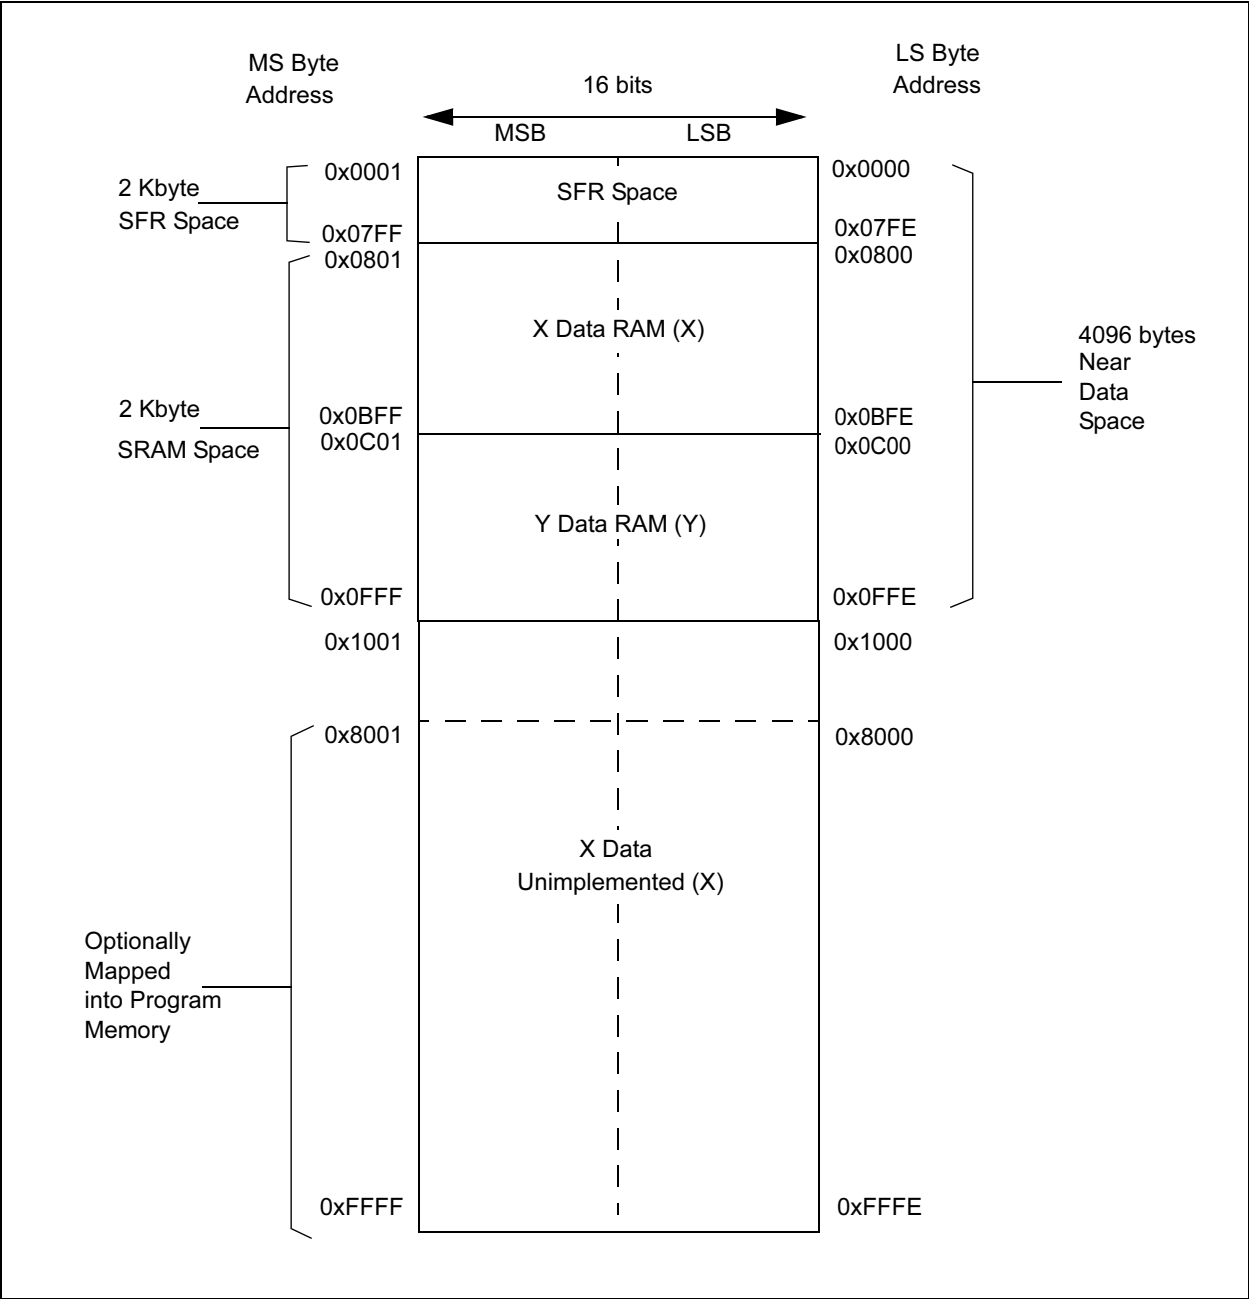 MS Byte
Address
16 bits
LS Byte
Address
MSB
LSB
2 Kbyte
SFR Space
0x0001
SFR Space
0x0000
0x07FF
0x07FE
0x0801
0x0800
X Data RAM (X)
4096 bytes
Near
Data
Space
2 Kbyte
SRAM Space
0x0BFF
0x0BFE
0x0C01
0x0C00
Y Data RAM (Y)
0x0FFF
0x0FFE
0x1001
0x1000
0x8001
0x8000
X Data
Unimplemented (X)
Optionally
Mapped
into Program
Memory
0xFFFF
0xFFFE